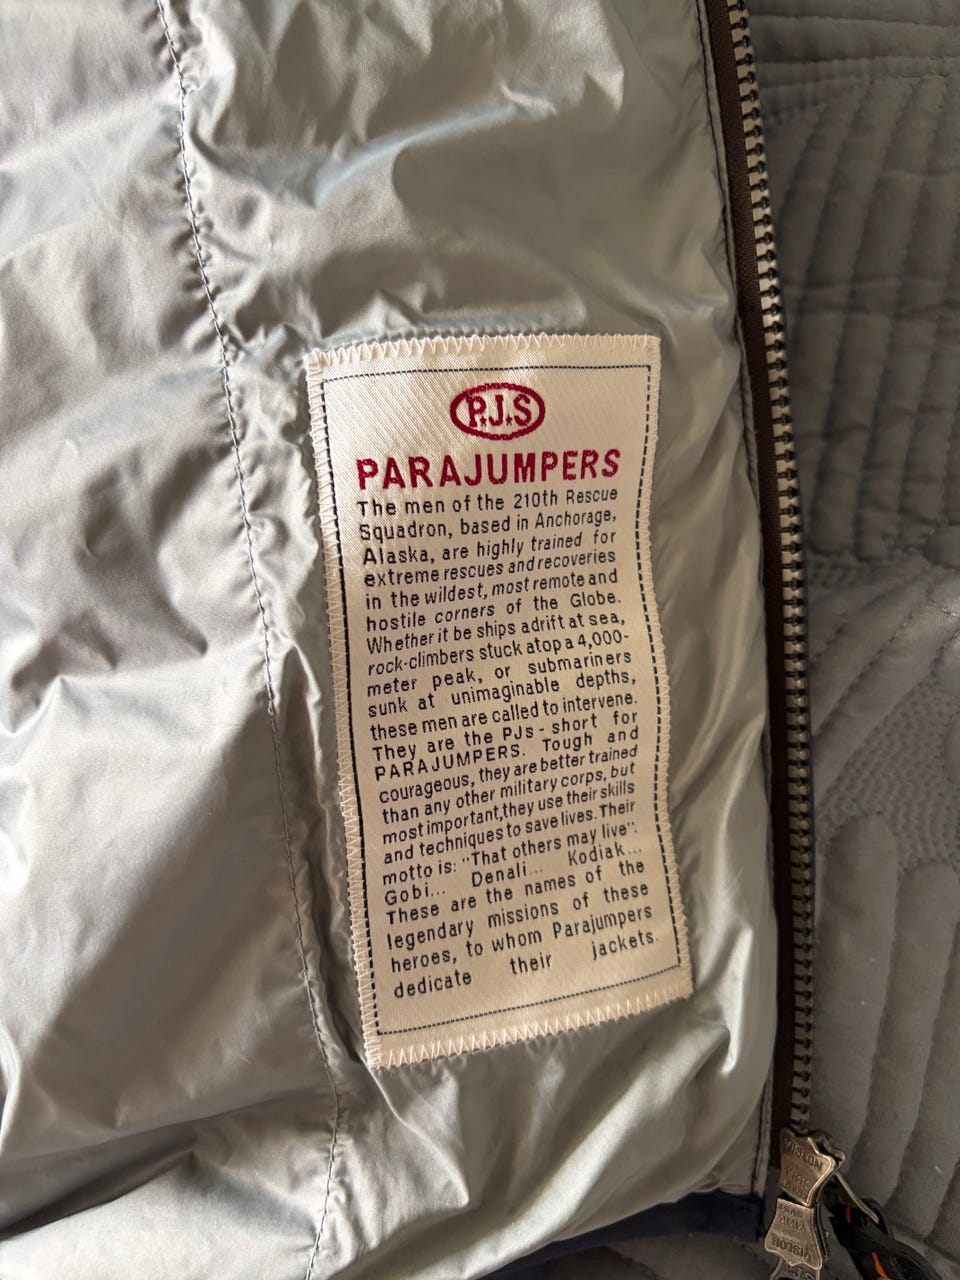 P.J.S
PARAJUMPERS
The men of the 210th Rescue
Squadron, based in Anchorage,
Alaska, are highly trained for
extreme rescues and recoveries
in the wildest, most remote and
hostile corners of the Globe.
Whether it be ships adrift at sea,
rock-climbers stuck atop a 4,000-
meter peak, or submariners
sunk at unimaginable depths,
these men are called to intervene.
They are the PJs - short for
PARAJUMPERS. Tough and
courageous, they are better trained
than any other military corps, but
most important, they use their skills
and techniques to save lives. Their
motto is: "That others may live".
Gobi... Denali... Kodiak...
These are the names of the
legendary missions of these
heroes, to whom Parajumpers
dedicate their jackets.
VISLON
YKK
YKK
VISLON